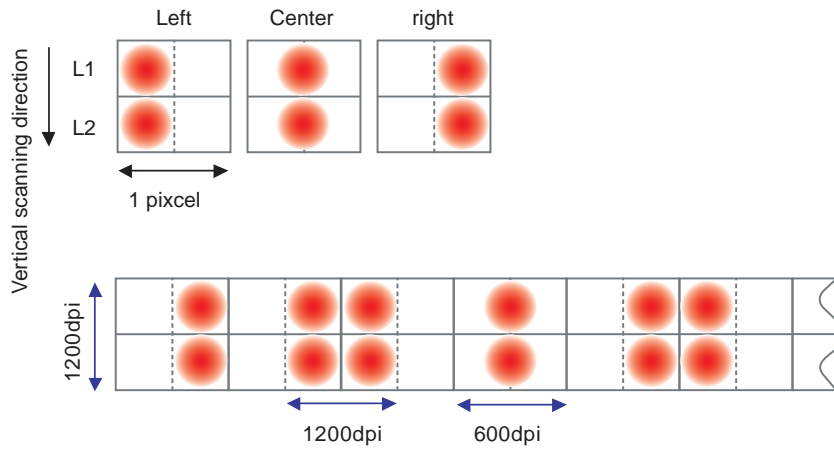 Left Center right
L1
L2
Vertical scanning direction
1 pixcel
1200dpi
1200dpi 600dpi